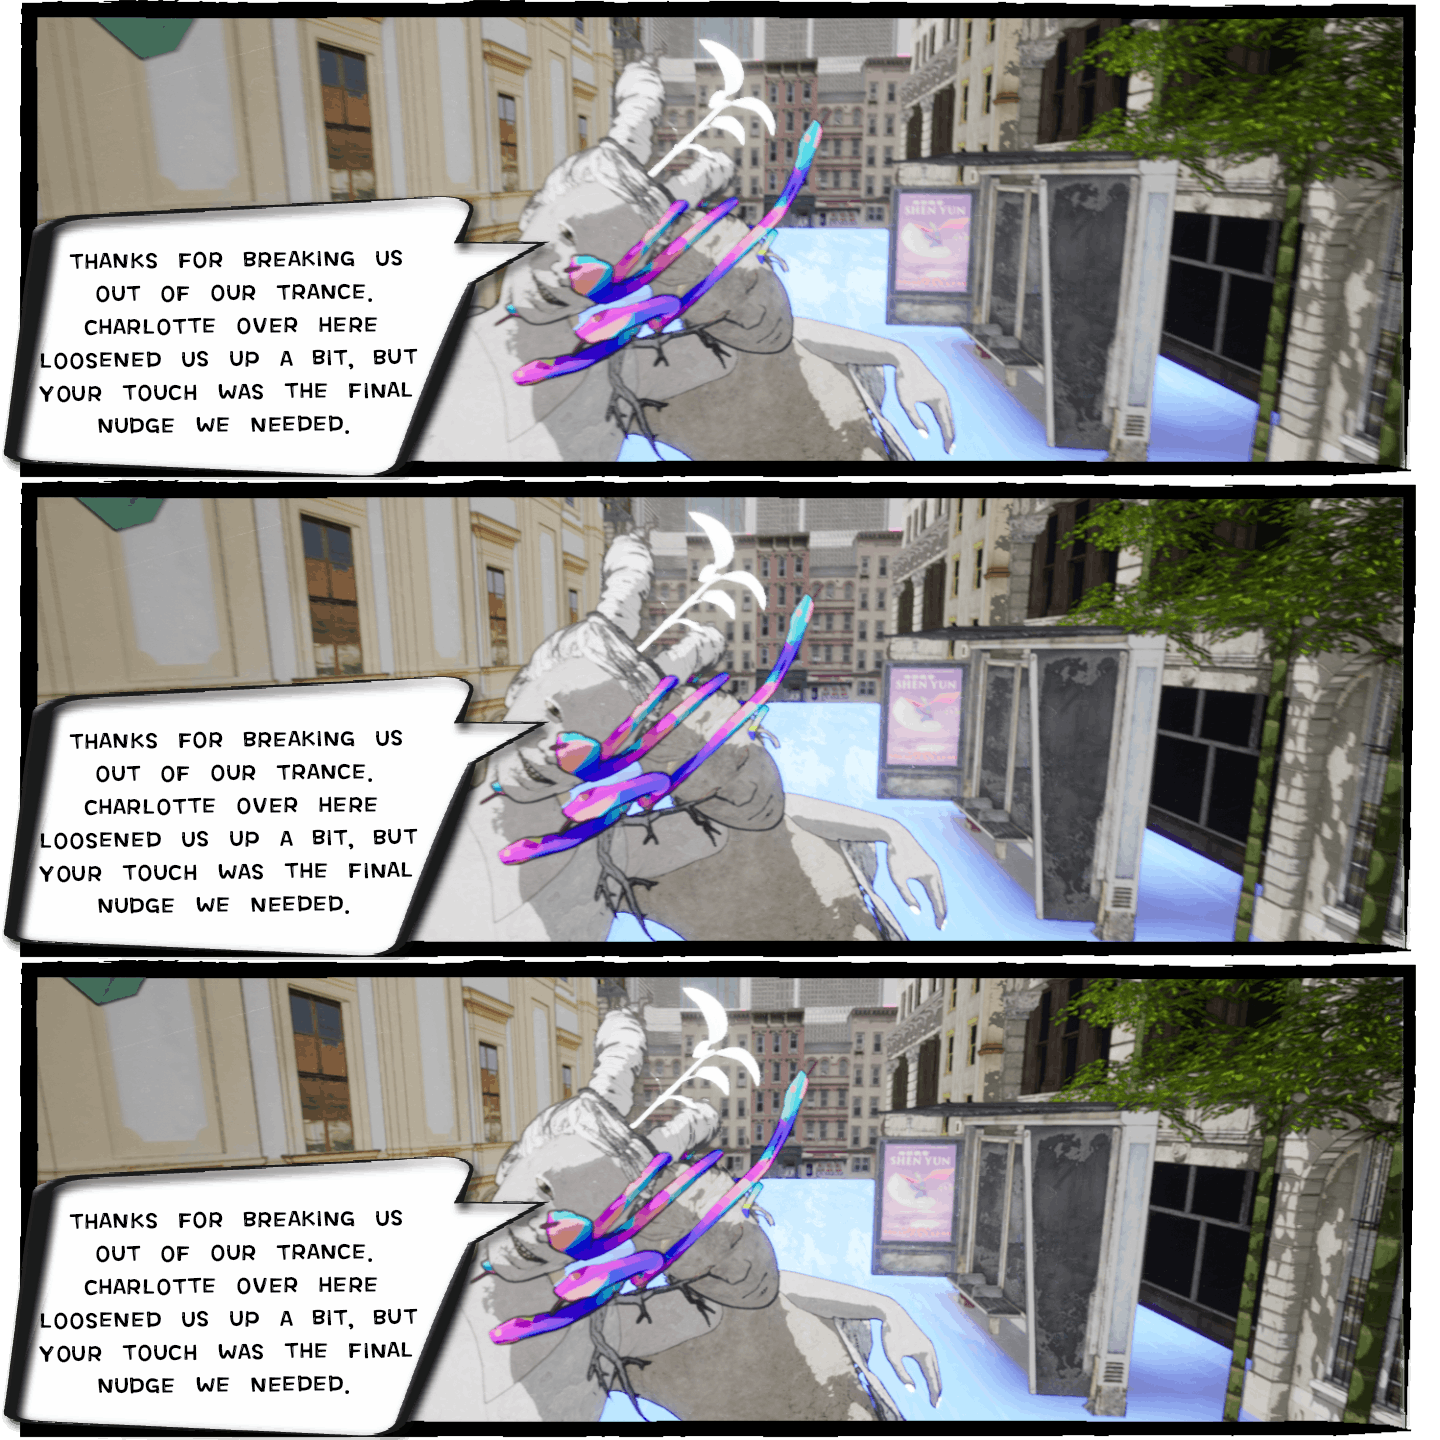 THANKS FOR BREAKING US
OUT OF OUR TRANCE.
CHARLOTTE OVER HERE
LOOSENED US UP A BIT, BUT
YOUR TOUCH WAS THE FINAL
NUDGE WE NEEDED.
SHEN YUN
THANKS FOR BREAKING US
OUT OF OUR TRANCE.
CHARLOTTE OVER HERE
LOOSENED US UP A BIT, BUT
YOUR TOUCH WAS THE FINAL
NUDGE WE NEEDED.
SHEN YUN
THANKS FOR BREAKING US
OUT OF OUR TRANCE.
CHARLOTTE OVER HERE
LOOSENED US UP A BIT, BUT
YOUR TOUCH WAS THE FINAL
NUDGE WE NEEDED.
SHEN YUN